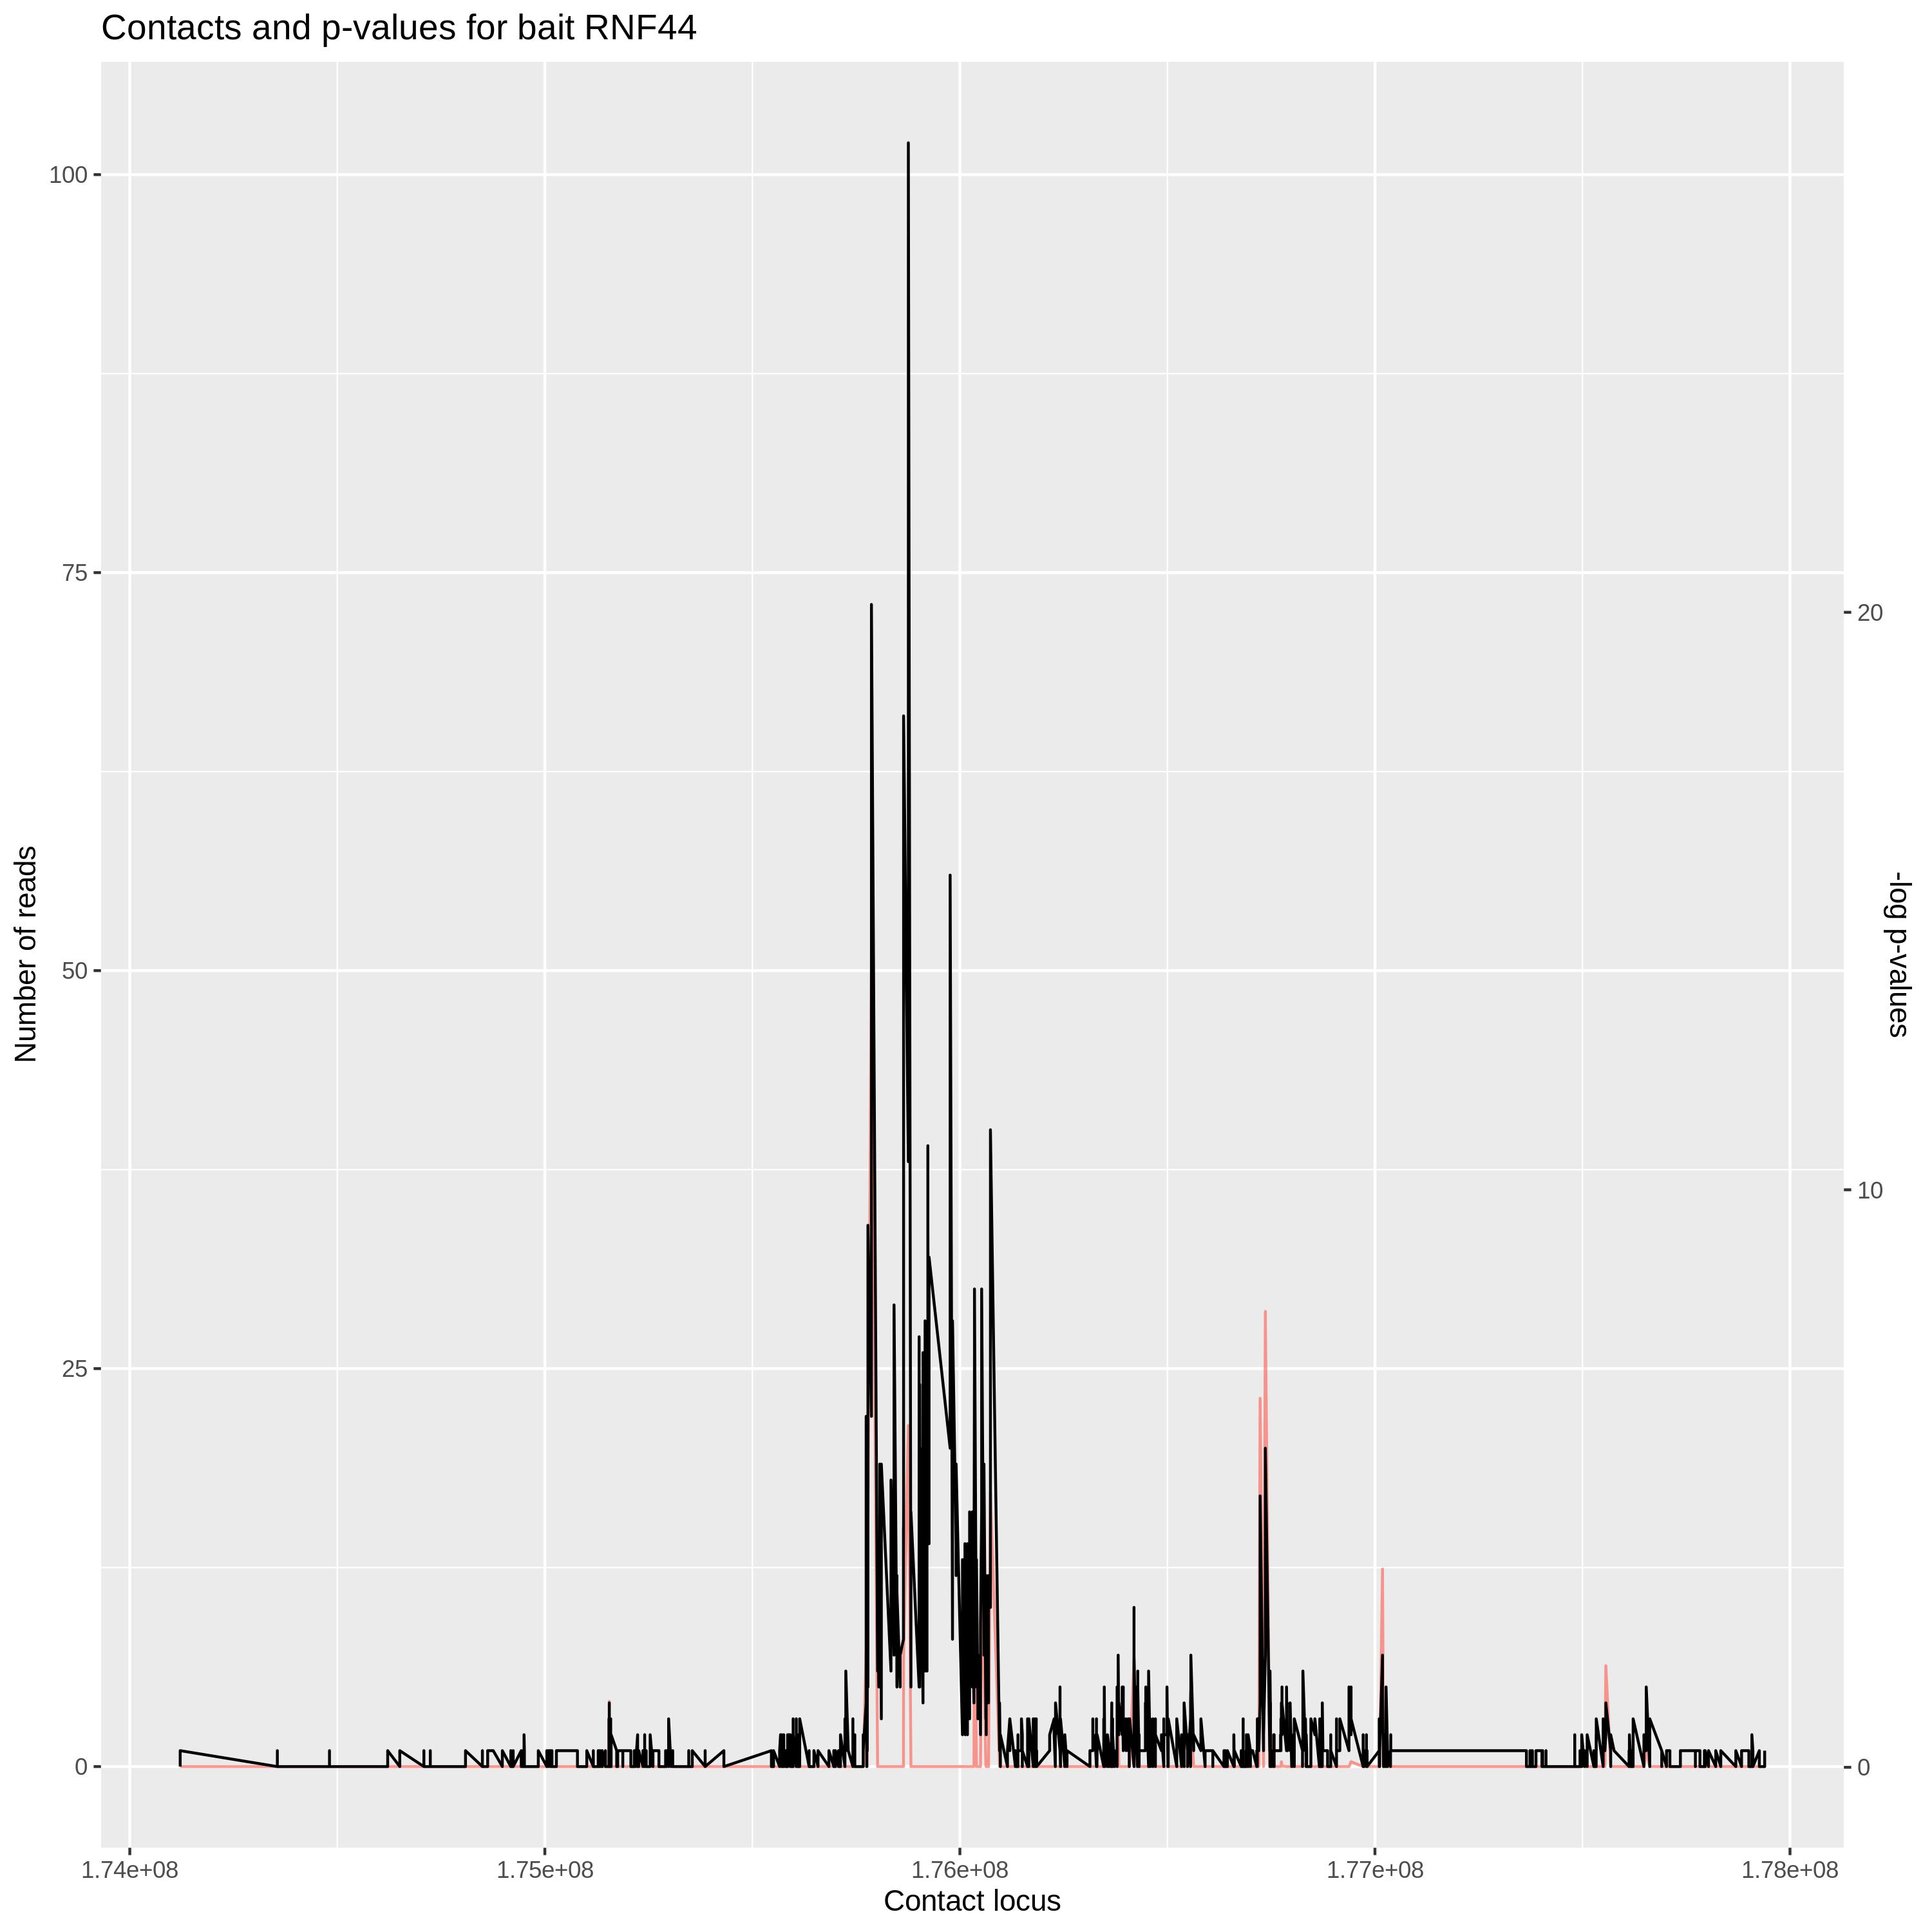 Contacts and p-values for bait RNF44
100
75
50
25
0
Number of reads
20
10
0
-log p-values
1.74e+08
1.75e+08
1.76e+08
1.77e+08
1.78e+08
Contact locus